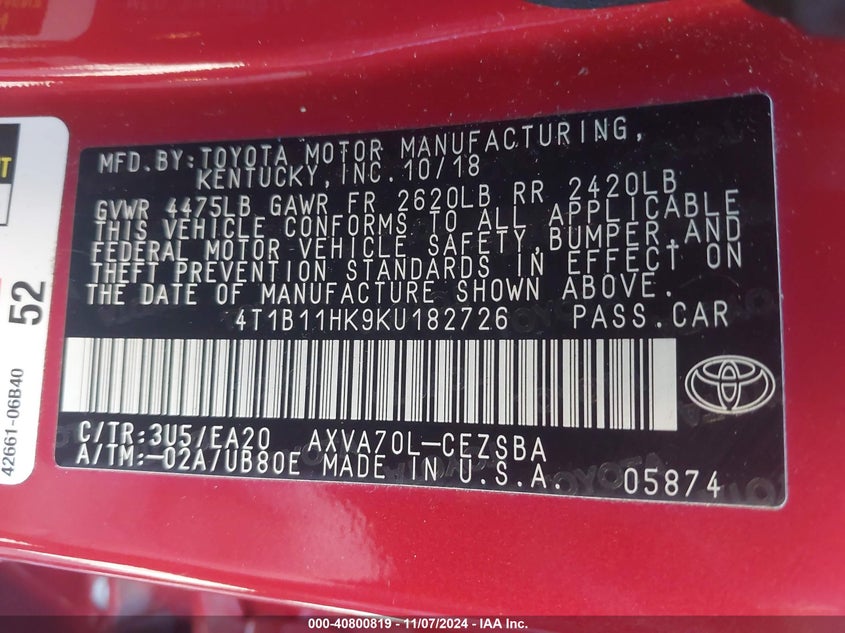 MFD.BY:TOYOTA MOTOR MANUFACTURING,
KENTUCKY, INC. 10/18
GVWR 4475LB GAWR FR 2620LB RR 2420LB
THIS VEHICLE CONFORMS TO ALL APPLICABLE
FEDERAL MOTOR VEHICLE SAFETY,BUMPER,AND
THEFT PREVENTION STANDARDS IN EFFECT ON
THE DATE OF MANUFACTURE SHOWN ABOVE.
4T1B11HK9KU182726 PASS.CAR
C/TR:3U5/EA20 AXVA70L-CEZSBA
A/TM:-02A/UB80E MADE IN U.S.A. 05874
52
42661-06B40
000-40800819 - 11/07/2024 - IAA Inc.